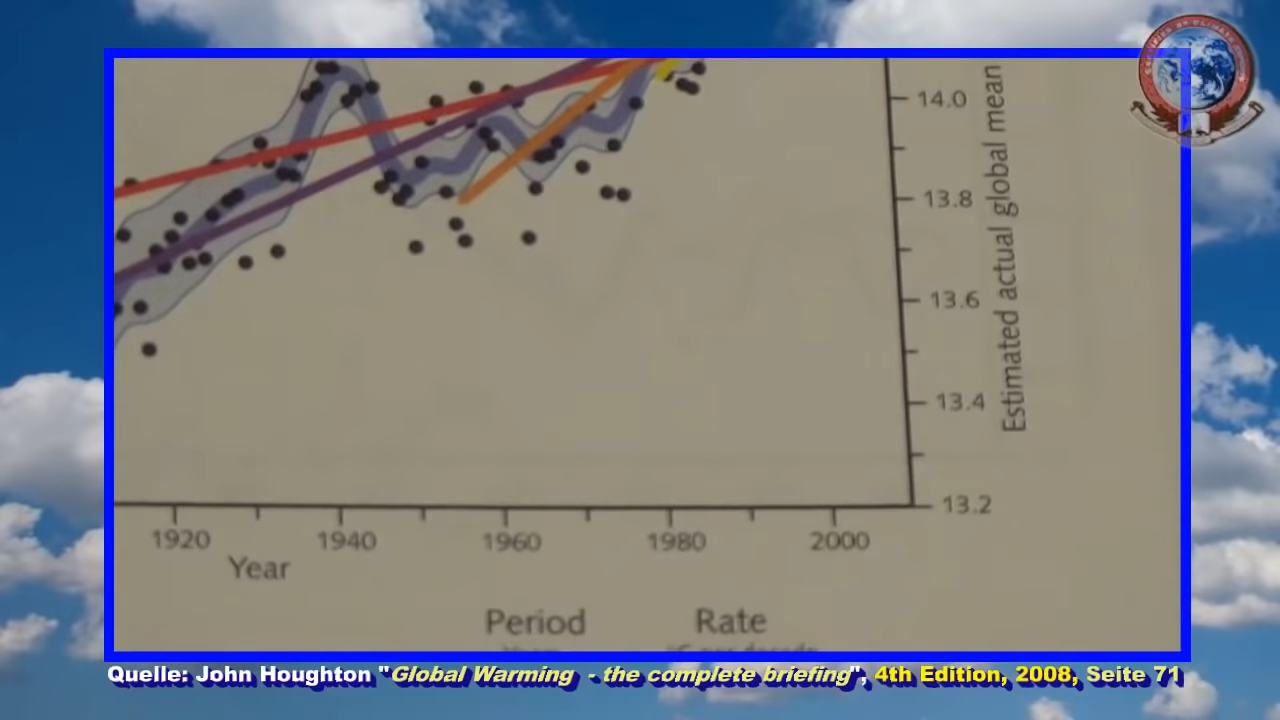 14.0
13.8
13.6
13.4
13.2
Estimated actual global mean
1920 1940 1960 1980 2000
Year
Period Rate
Quelle: John Houghton "Global Warming - the complete briefing", 4th Edition, 2008, Seite 71